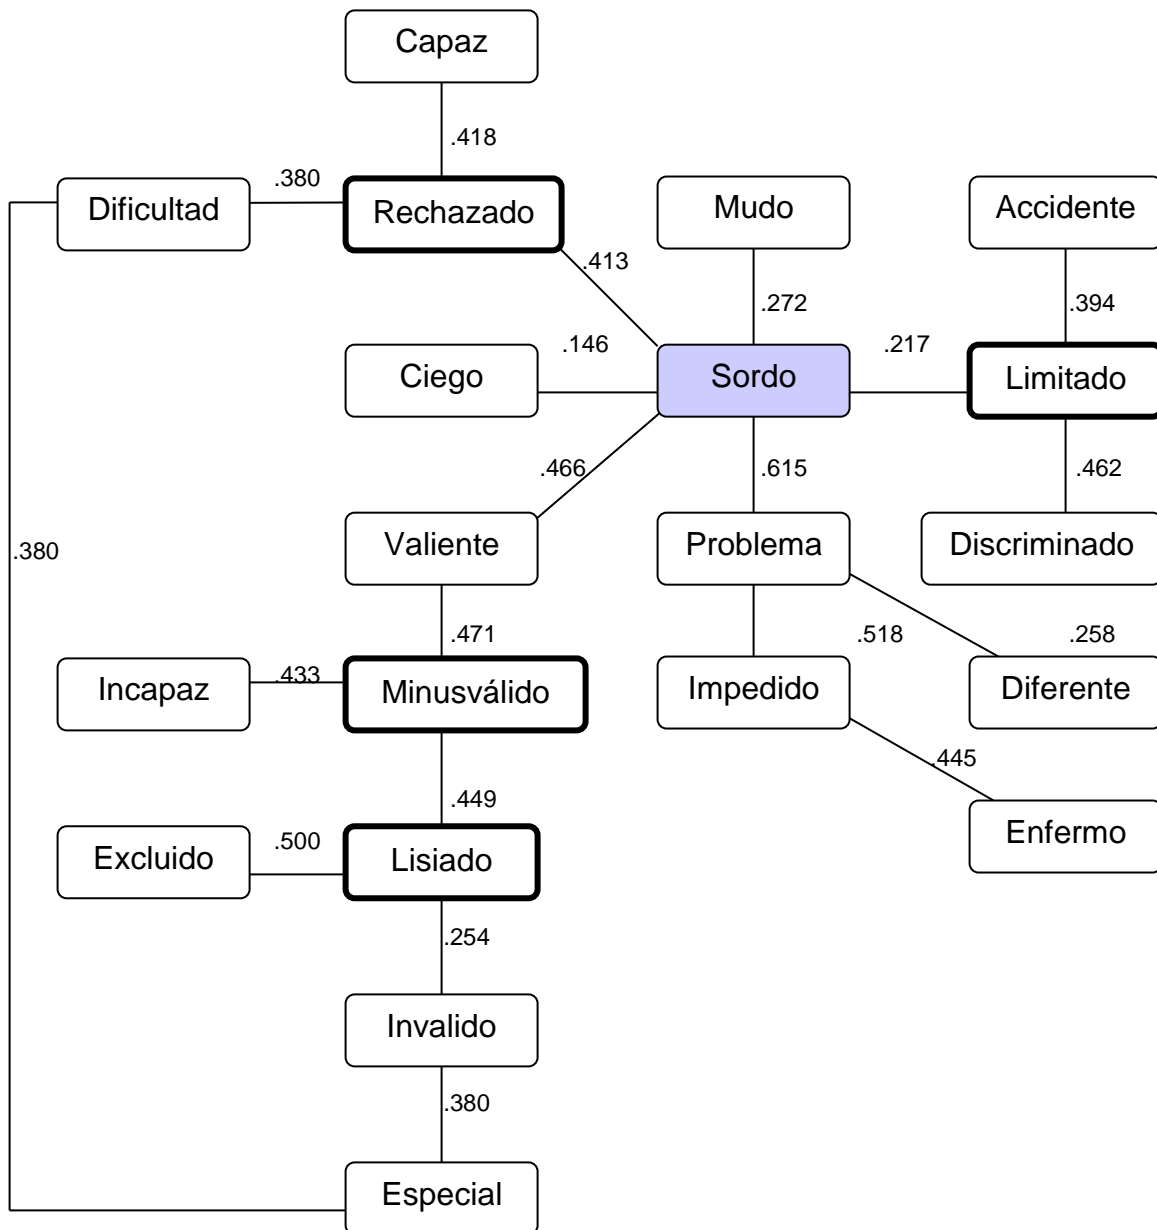 Capaz
.418
.380
Dificultad
Rechazado
Mudo
Accidente
.413
.272
.394
.146
.217
Ciego
Sordo
Limitado
.466
.615
.462
.380
Valiente
Problema
Discriminado
.471
.518
.258
.433
Incapaz
Minusválido
Impedido
Diferente
.445
.449
.500
Excluido
Lisiado
Enfermo
.254
Invalido
.380
Especial